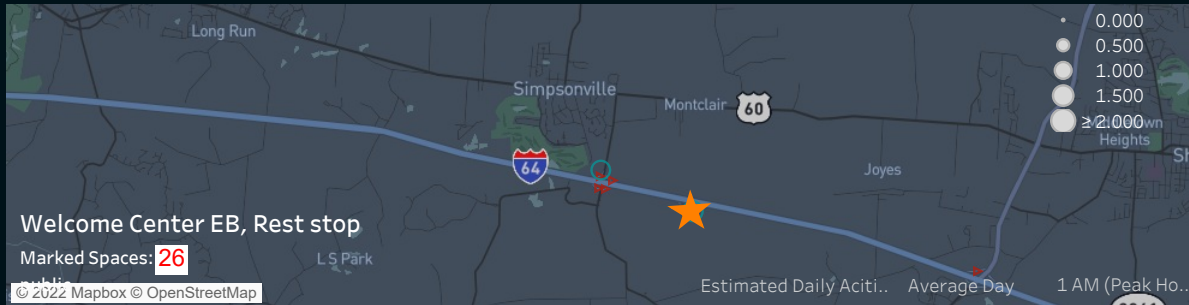 Long Run
0.000
0.500
Simpsonville
1.000
Montclair
60
1.500
≥ 2.000
Heights
64
Joyes
Welcome Center EB, Rest stop
Marked Spaces: 26
L S Park
public
Estimated Daily Aciti.. Average Day 1 AM (Peak Ho..
© 2022 Mapbox © OpenStreetMap